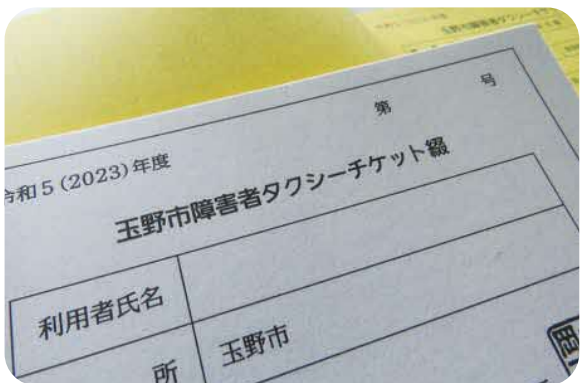 令和5(2023)年度
第 号
玉野市障害者タクシーチケット綴
利用者氏名
所
玉野市